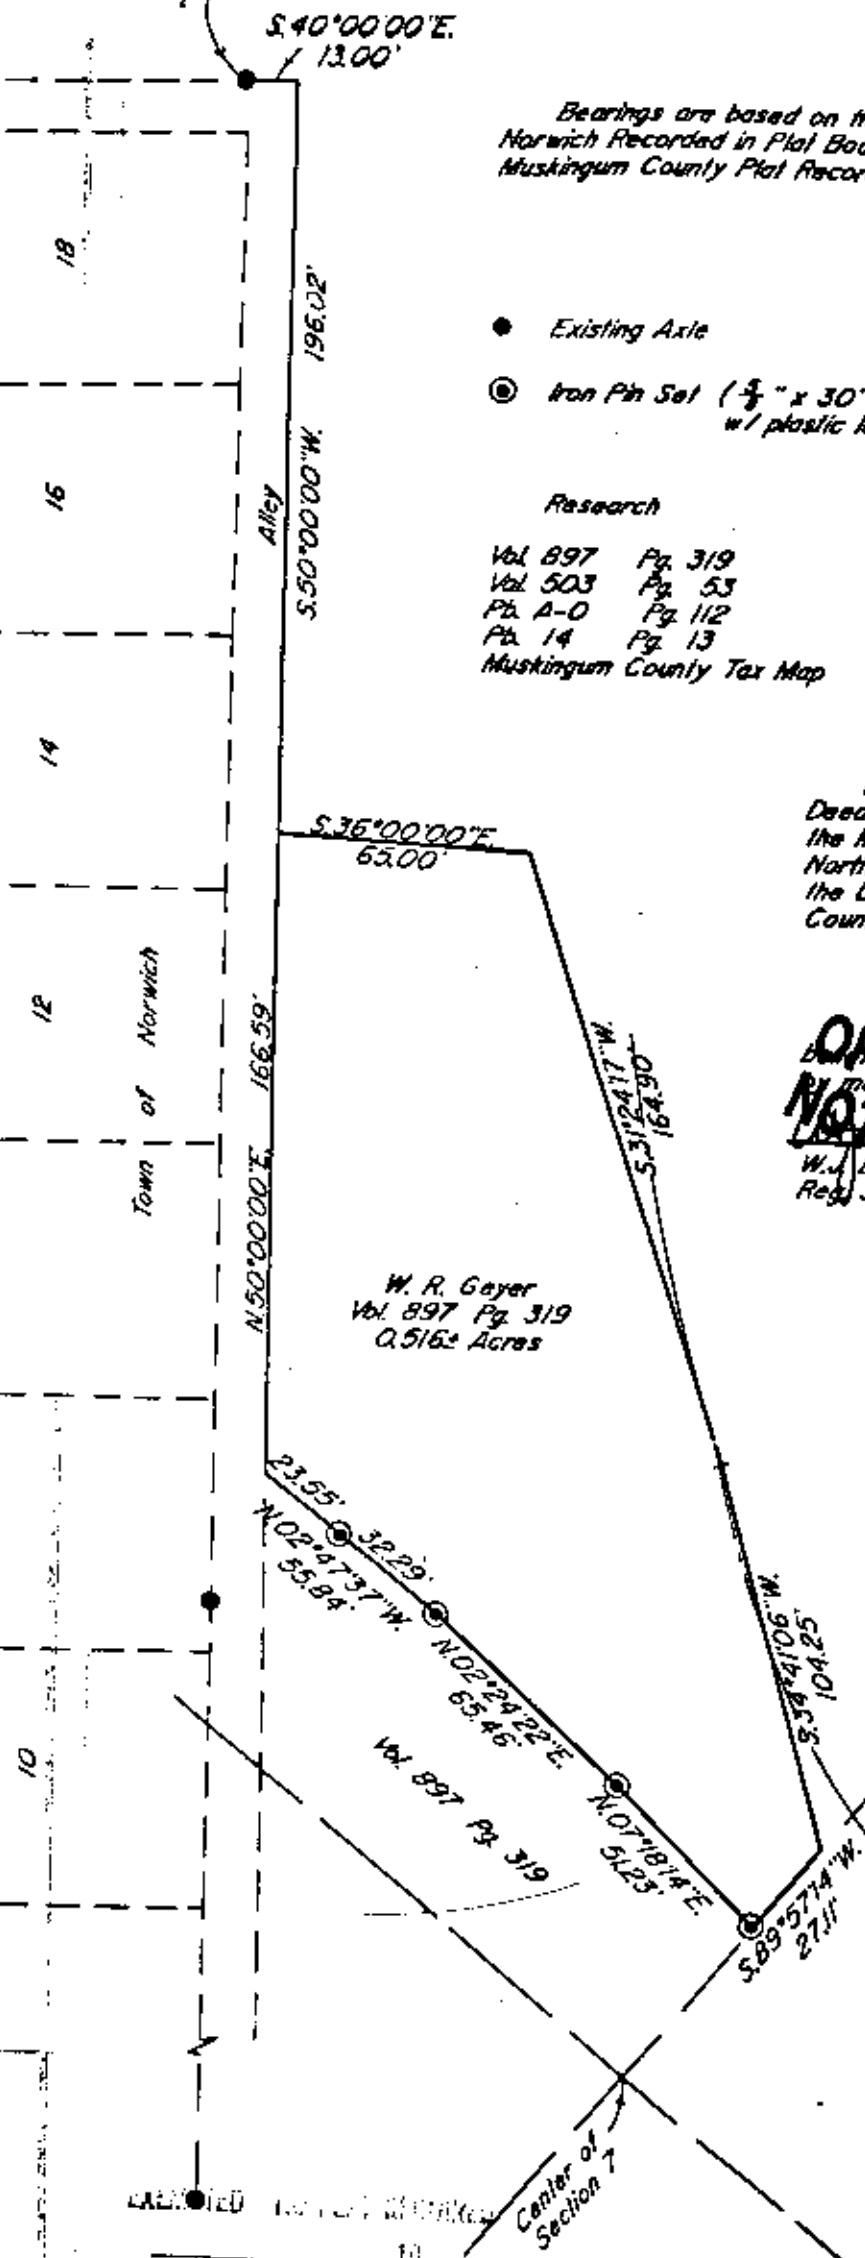 S.40°00'00"E.
13.00'
Bearings are based on
Norwich Recorded in Plat
Muskingum County Plat
18
196.02'
Existing Axle
Iron Pin Set ( 5/8 " x 30"
w/ plastic
16
Alley
S.50°00'00"W.
Research
Vol. 897 Pg. 319
Vol. 503 Pg. 53
Pb. A-0 Pg. 112
Pb. 14 Pg. 13
Muskingum County Tax Map
14
S.36°00'00"E.
65.00'
the
the
12
Town of Norwich
166.59'
N.50°00'00"E.
S.31°24'17"W.
164.90'
W.J.
Reg.
W. R. Geyer
Vol. 897 Pg. 319
0.516± Acres
23.55'
N.02°47'37"W.
55.84'
32.29'
N.02°24'22"E.
65.46'
S.34°41'06"W.
104.25'
10
Vol. 897 Pg. 319
N.07°18'14"E.
51.23'
S.89°57'14"W.
27.11'
Center of
Section 7